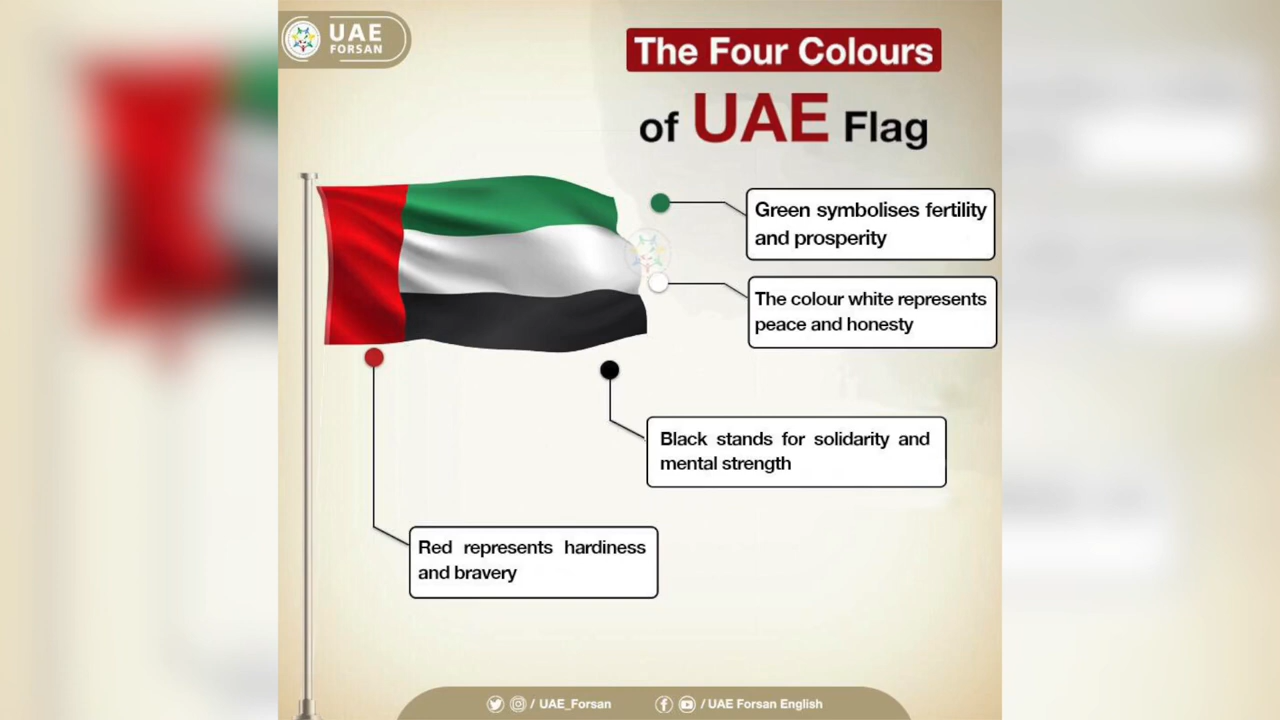 UAE
FORSAN
The Four Colours
of UAE Flag
Green symbolises fertility
and prosperity
The colour white represents
peace and honesty
Black stands for solidarity and
mental strength
Red represents hardiness
and bravery
/ UAE_Forsan
/ UAE Forsan English